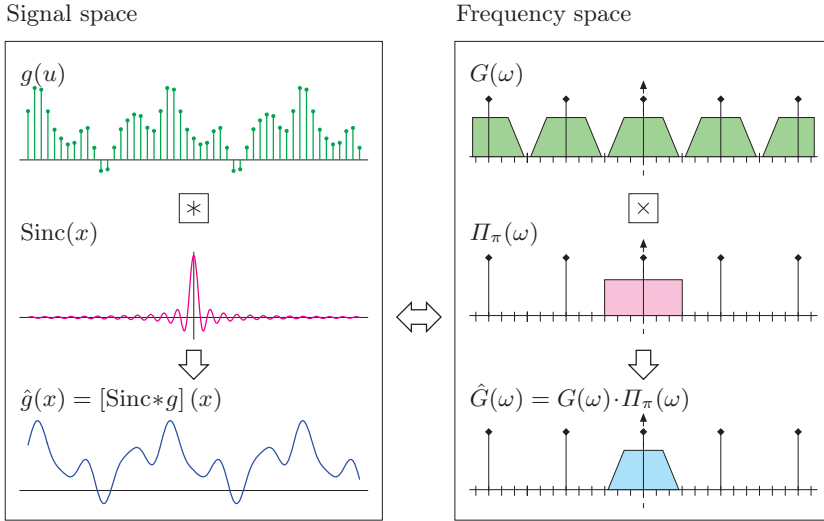 Signal space
Frequency space
g(u)
G(ω)
∗
×
Sinc(x)
Π_π(ω)
ĝ(x) = [Sinc∗g](x)
Ĝ(ω) = G(ω)·Π_π(ω)